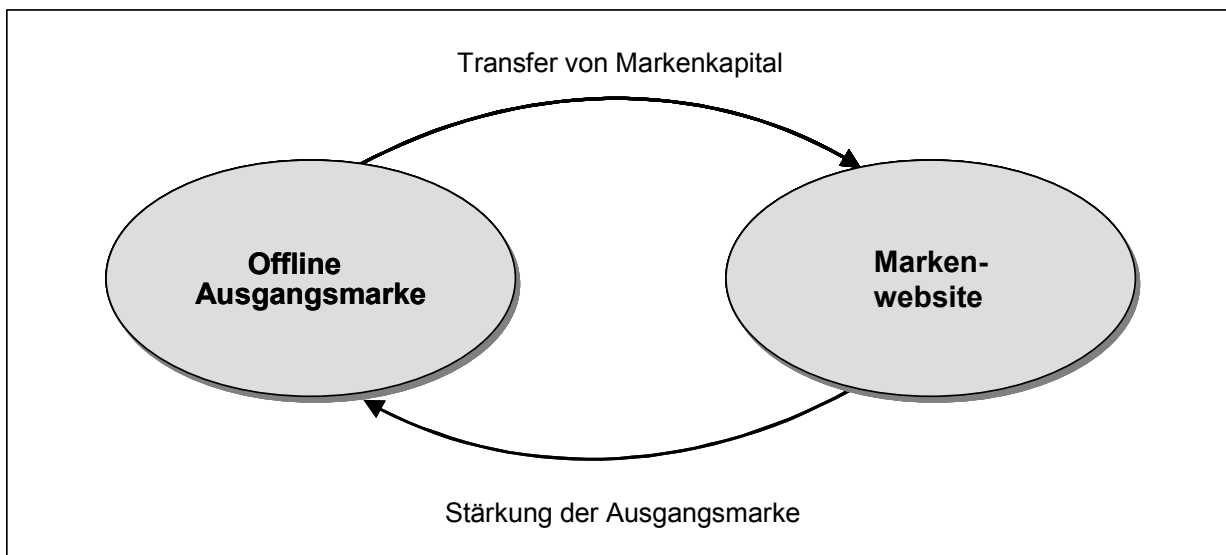 Transfer von Markenkapital
Offline
Ausgangsmarke
Marken-
website
Stärkung der Ausgangsmarke